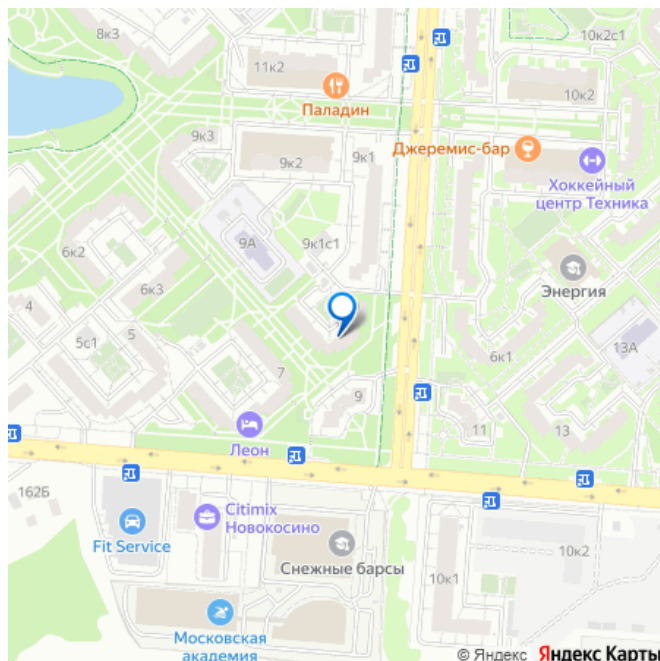 8к3
10к2с1
11к2
10к2
Паладин
9к3
9к1
Джеремис-бар
9к2
Хоккейный
центр Техника
6к2
9А
9к1с1
6к3
Энергия
4
5
5с1
13А
6к1
7
9
11
13
Леон
162Б
Citimix
Новокосино
Fit Service
Снежные барсы
10к2
10к1
Московская
академия
© Яндекс Яндекс Карты